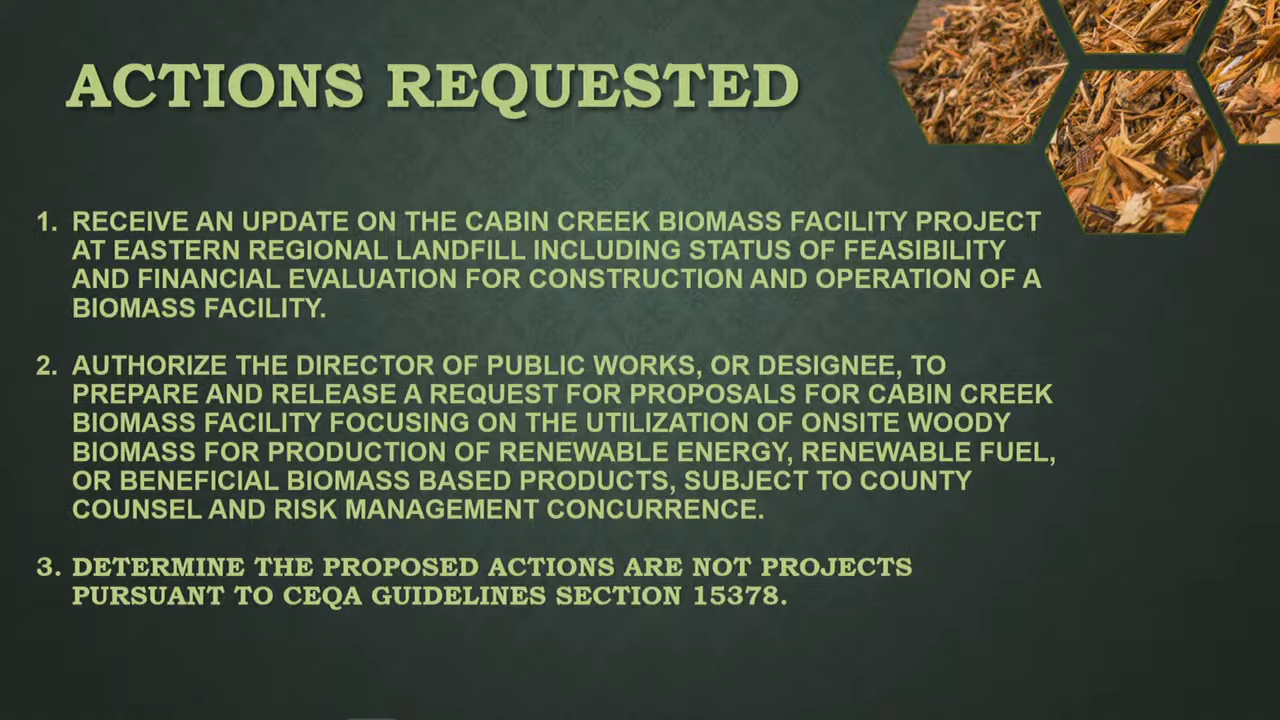 ACTIONS REQUESTED
1. RECEIVE AN UPDATE ON THE CABIN CREEK BIOMASS FACILITY PROJECT
AT EASTERN REGIONAL LANDFILL INCLUDING STATUS OF FEASIBILITY
AND FINANCIAL EVALUATION FOR CONSTRUCTION AND OPERATION OF A
BIOMASS FACILITY.
2. AUTHORIZE THE DIRECTOR OF PUBLIC WORKS, OR DESIGNEE, TO
PREPARE AND RELEASE A REQUEST FOR PROPOSALS FOR CABIN CREEK
BIOMASS FACILITY FOCUSING ON THE UTILIZATION OF ONSITE WOODY
BIOMASS FOR PRODUCTION OF RENEWABLE ENERGY, RENEWABLE FUEL,
OR BENEFICIAL BIOMASS BASED PRODUCTS, SUBJECT TO COUNTY
COUNSEL AND RISK MANAGEMENT CONCURRENCE.
3. DETERMINE THE PROPOSED ACTIONS ARE NOT PROJECTS
PURSUANT TO CEQA GUIDELINES SECTION 15378.